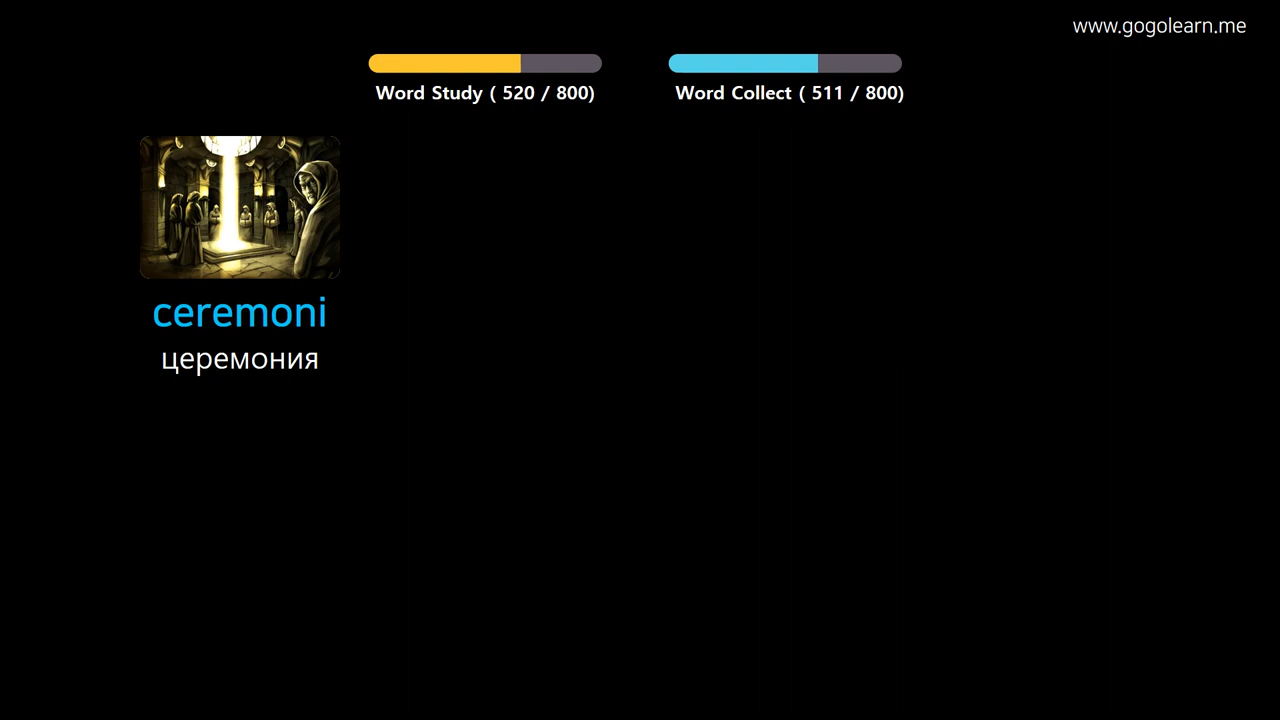 www.gogolearn.me
Word Study ( 520 / 800)
Word Collect ( 511 / 800)
ceremoni
церемония